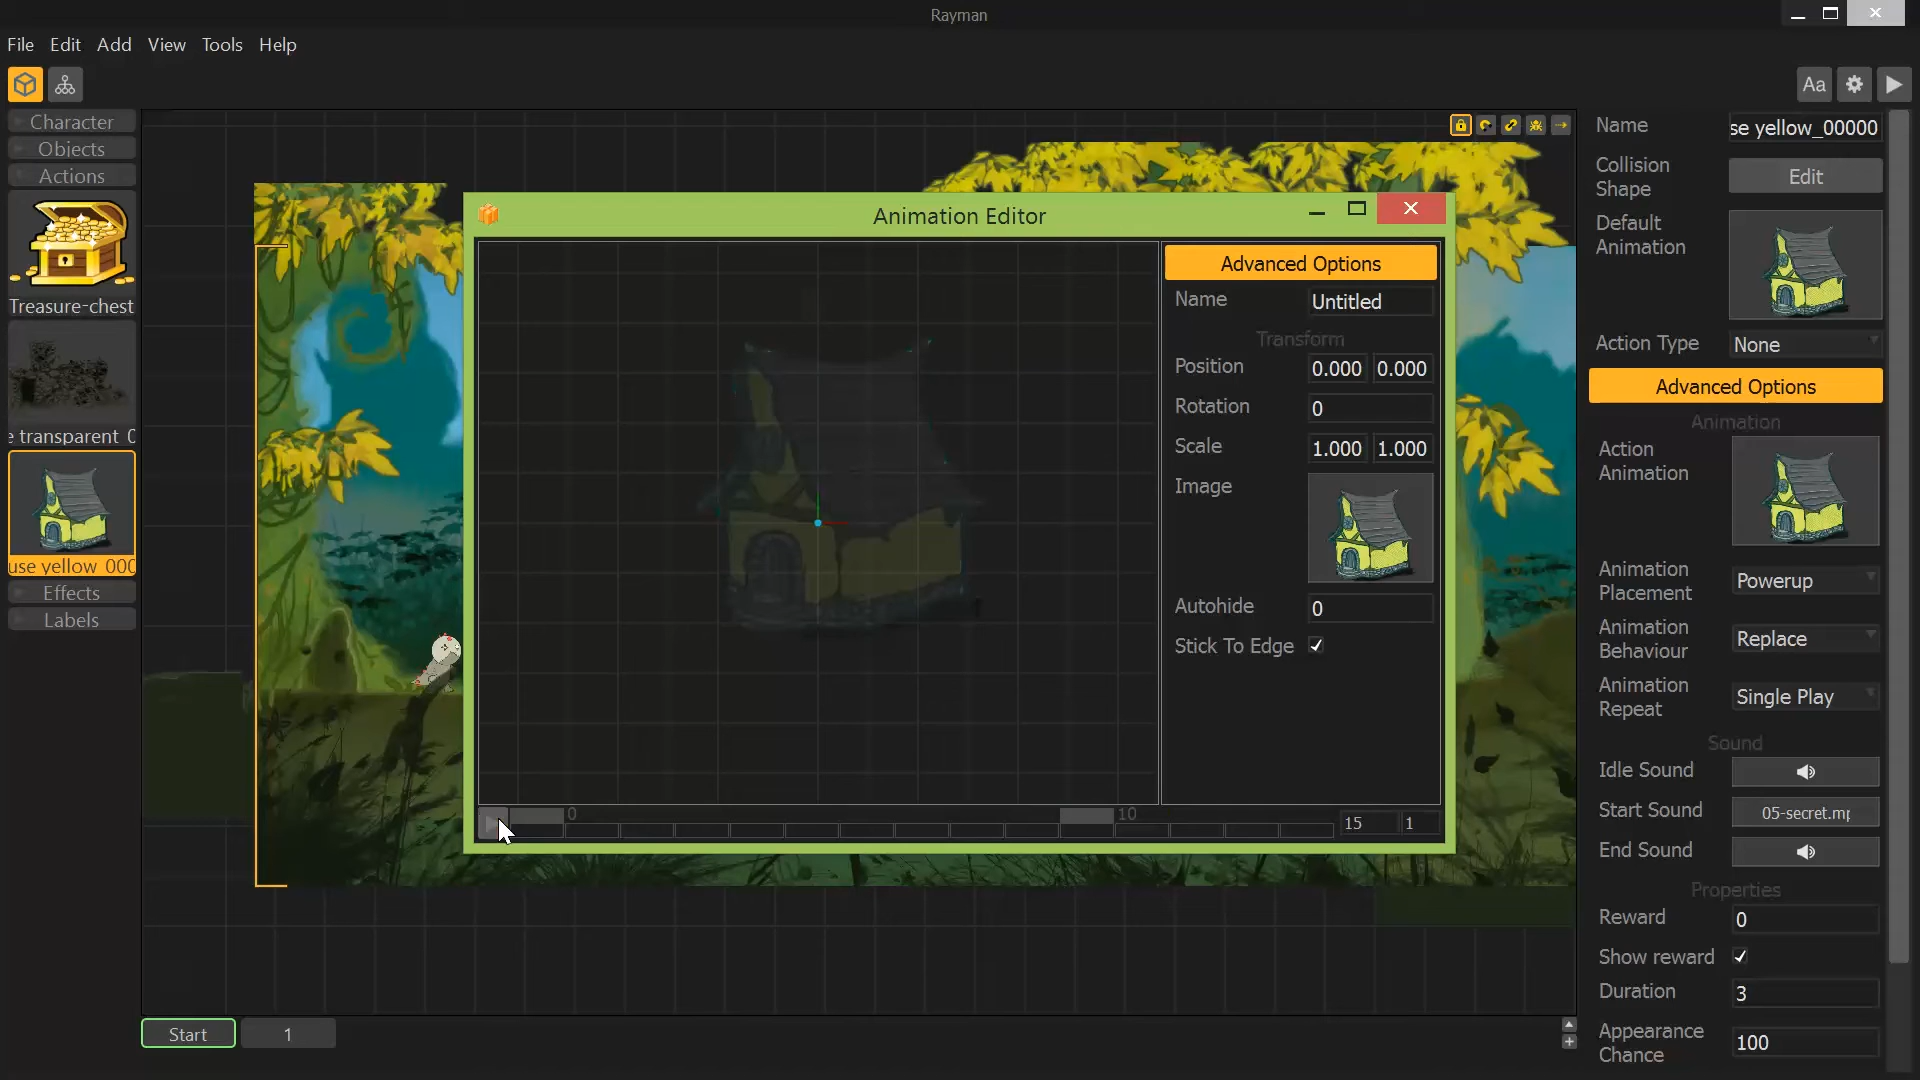 Rayman
File Edit Add View Tools Help
Aa
Character
Objects
Actions
Treasure-chest
e transparent_0
use yellow_000
Effects
Labels
Animation Editor
Advanced Options
Name Untitled
Transform
Position 0.000 0.000
Rotation 0
Scale 1.000 1.000
Image
Autohide 0
Stick To Edge
0 10 15 1
Name se yellow_00000
Collision Shape Edit
Default Animation
Action Type None
Advanced Options
Animation
Action Animation
Animation Placement Powerup
Animation Behaviour Replace
Animation Repeat Single Play
Sound
Idle Sound
Start Sound 05-secret.mp
End Sound
Properties
Reward 0
Show reward
Duration 3
Appearance Chance 100
Start 1